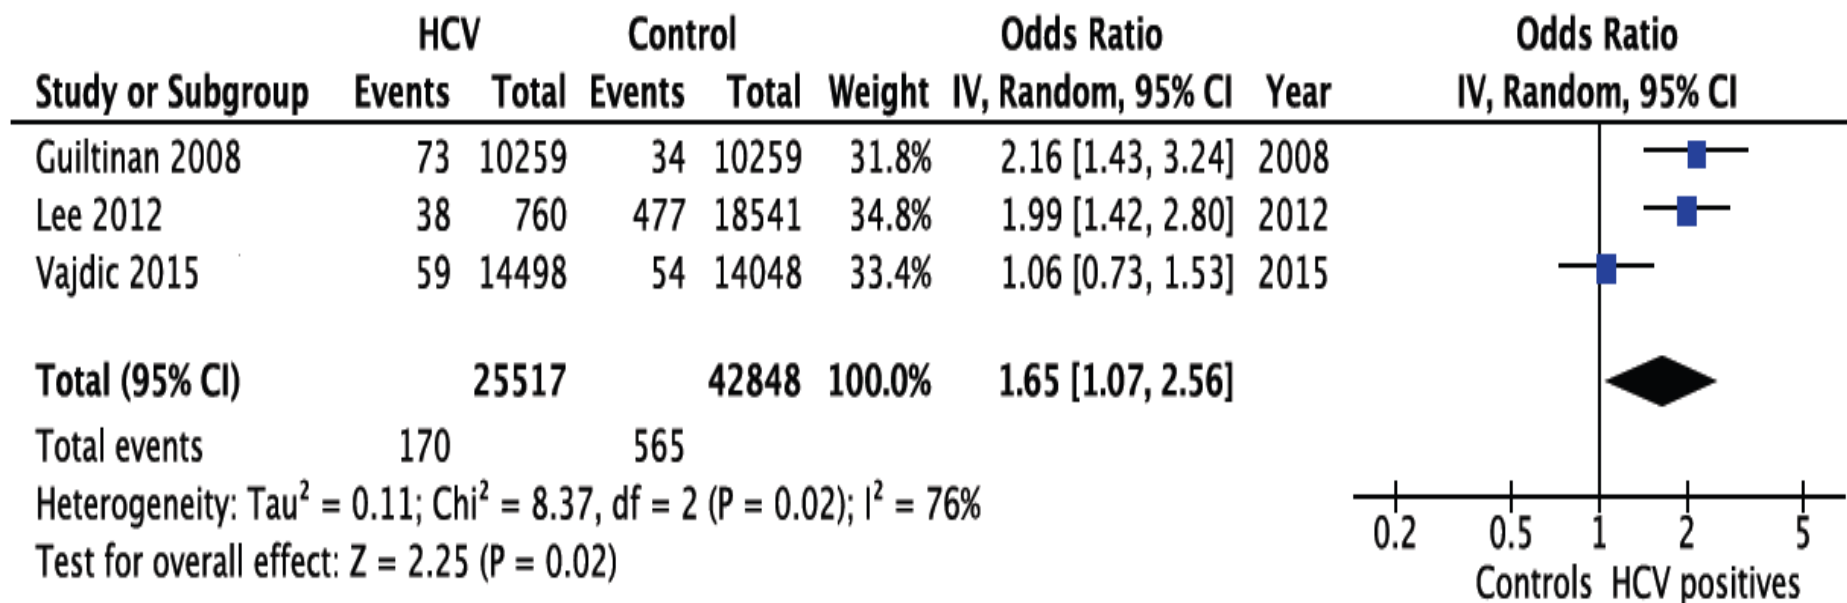 HCV Control Odds Ratio Odds Ratio
Study or Subgroup Events Total Events Total Weight IV, Random, 95% CI Year IV, Random, 95% CI
Guiltinan 2008 73 10259 34 10259 31.8% 2.16 [1.43, 3.24] 2008
Lee 2012 38 760 477 18541 34.8% 1.99 [1.42, 2.80] 2012
Vajdic 2015 59 14498 54 14048 33.4% 1.06 [0.73, 1.53] 2015
Total (95% CI) 25517 42848 100.0% 1.65 [1.07, 2.56]
Total events 170 565
Heterogeneity: Tau² = 0.11; Chi² = 8.37, df = 2 (P = 0.02); I² = 76%
Test for overall effect: Z = 2.25 (P = 0.02)
0.2 0.5 1 2 5
Controls HCV positives